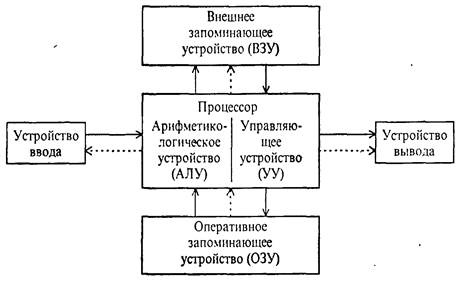 Внешнее
запоминающее
устройство (ВЗУ)
Процессор
Арифметико-
логическое
устройство
(АЛУ)
Управляю-
щее
устройство
(УУ)
Устройство
ввода
Устройство
вывода
Оперативное
запоминающее
устройство (ОЗУ)